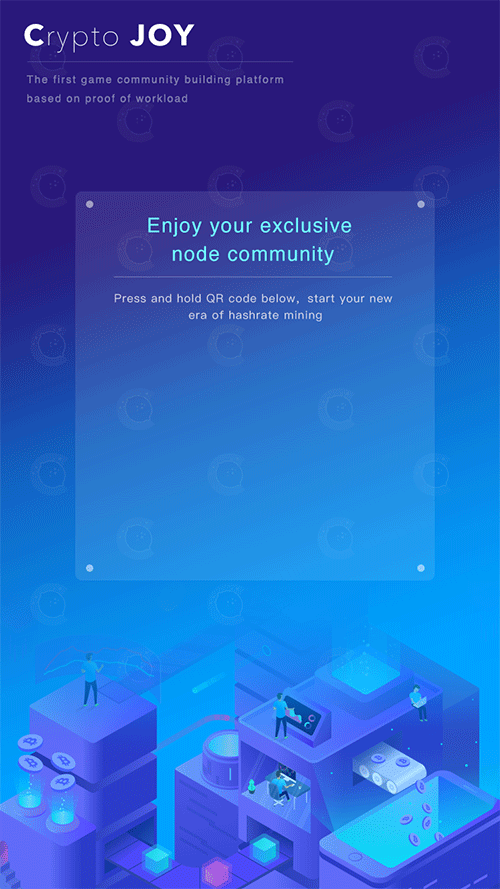 Crypto JOY
The first game community building platform
based on proof of workload
Enjoy your exclusive
node community
Press and hold QR code below, start your new
era of hashrate mining